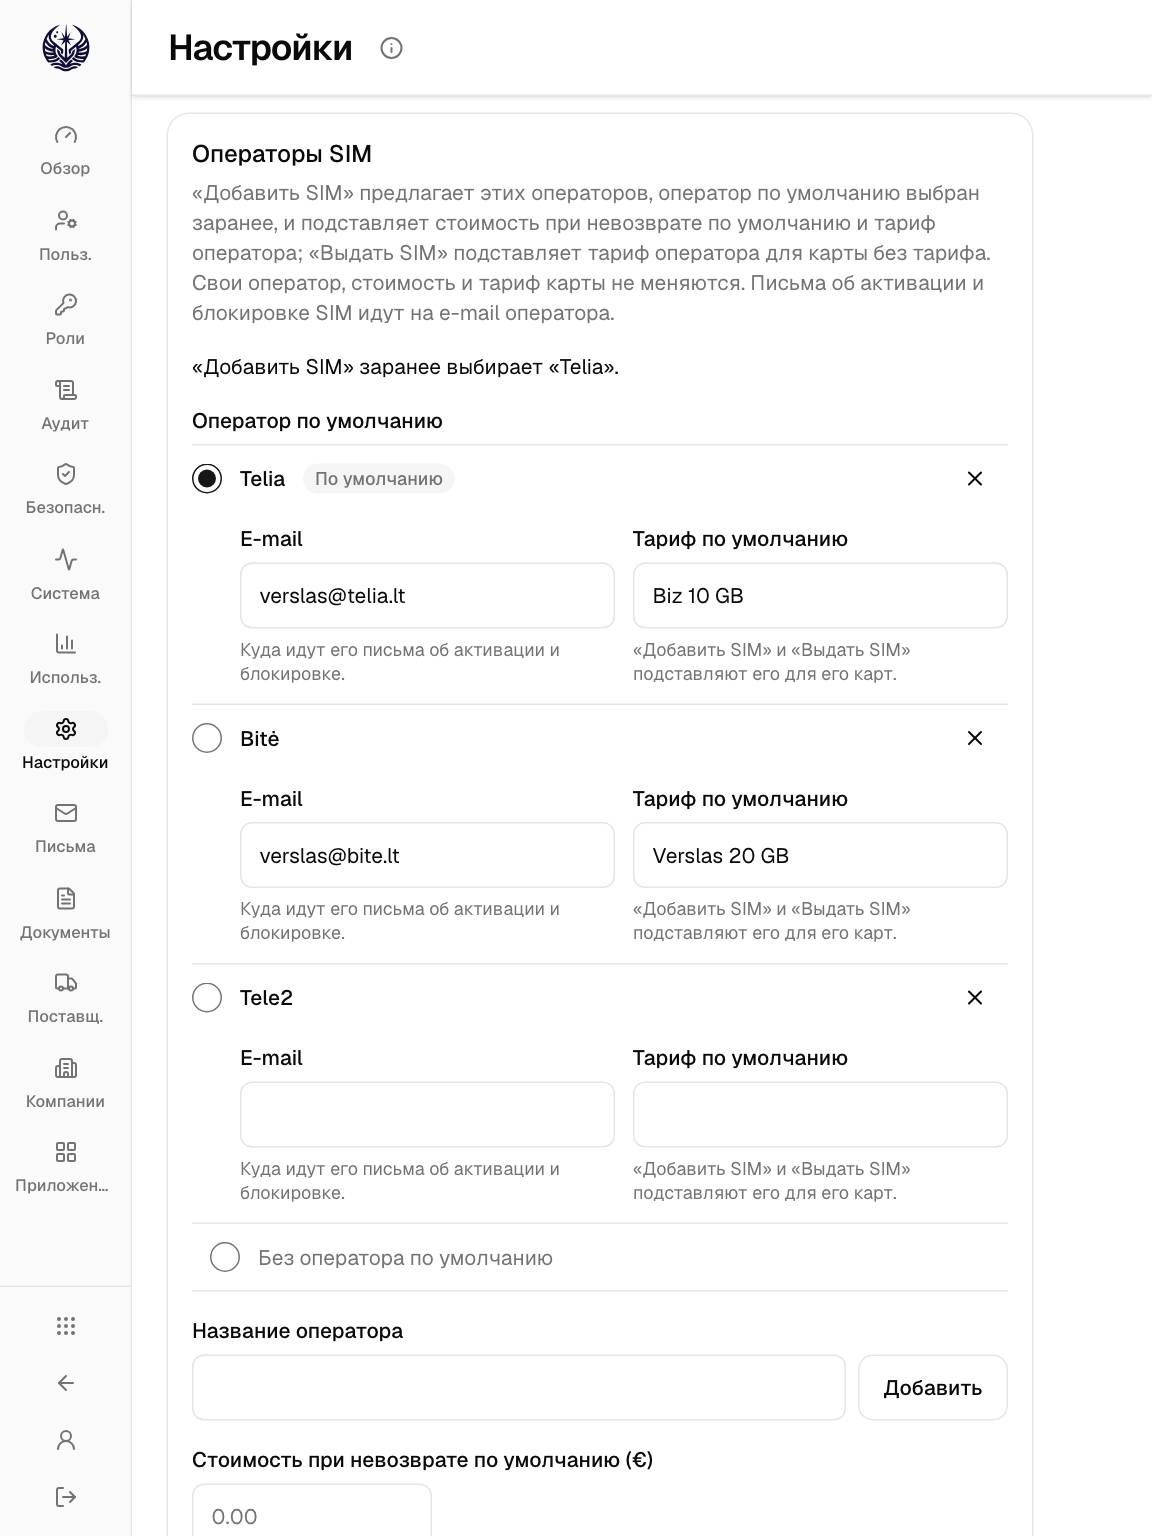 Настройки
Обзор
Польз.
Роли
Аудит
Безопасн.
Система
Использ.
Настройки
Письма
Документы
Поставщ.
Компании
Приложен...
Операторы SIM
«Добавить SIM» предлагает этих операторов, оператор по умолчанию выбран
заранее, и подставляет стоимость при невозврате по умолчанию и тариф
оператора; «Выдать SIM» подставляет тариф оператора для карты без тарифа.
Свои оператор, стоимость и тариф карты не меняются. Письма об активации и
блокировке SIM идут на e-mail оператора.
«Добавить SIM» заранее выбирает «Telia».
Оператор по умолчанию
Telia По умолчанию
E-mail Тариф по умолчанию
verslas@telia.lt Biz 10 GB
Куда идут его письма об активации и «Добавить SIM» и «Выдать SIM»
блокировке. подставляют его для его карт.
Bitė
E-mail Тариф по умолчанию
verslas@bite.lt Verslas 20 GB
Куда идут его письма об активации и «Добавить SIM» и «Выдать SIM»
блокировке. подставляют его для его карт.
Tele2
E-mail Тариф по умолчанию
Куда идут его письма об активации и «Добавить SIM» и «Выдать SIM»
блокировке. подставляют его для его карт.
Без оператора по умолчанию
Название оператора
Добавить
Стоимость при невозврате по умолчанию (€)
0.00